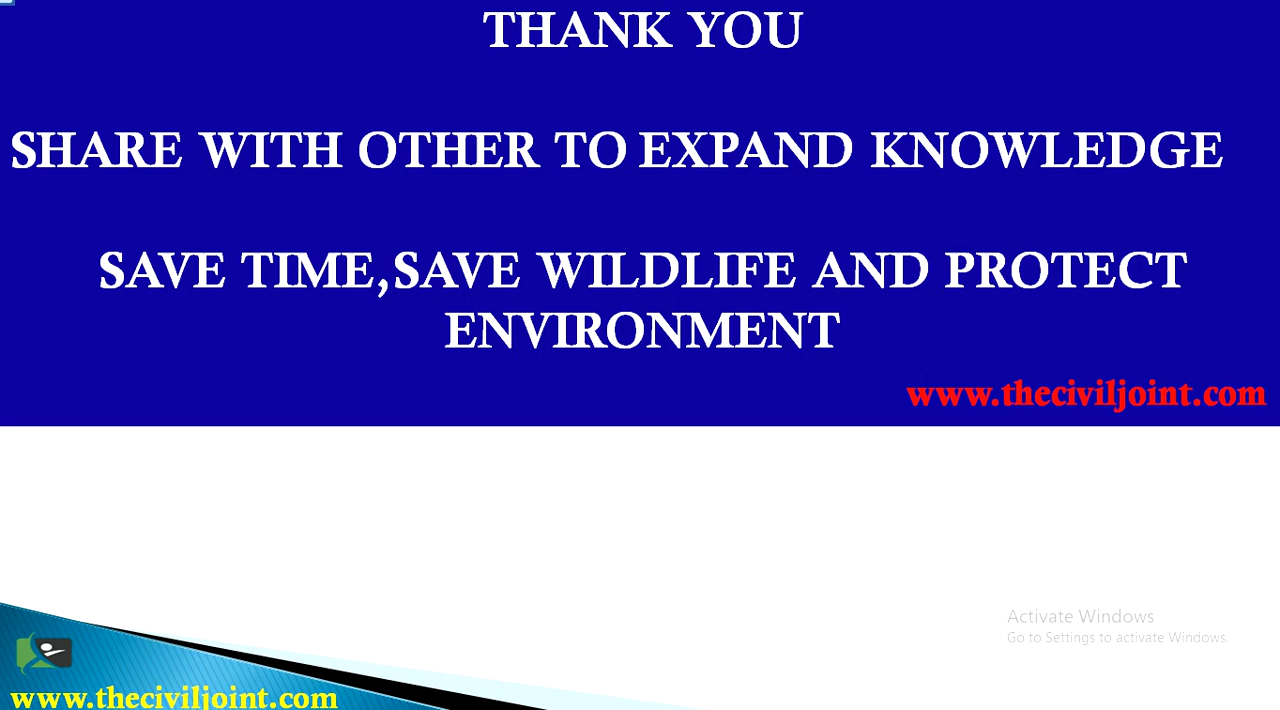 THANK YOU
SHARE WITH OTHER TO EXPAND KNOWLEDGE
SAVE TIME,SAVE WILDLIFE AND PROTECT
ENVIRONMENT
www.theciviljoint.com
Activate Windows
Go to Settings to activate Windows.
www.theciviljoint.com